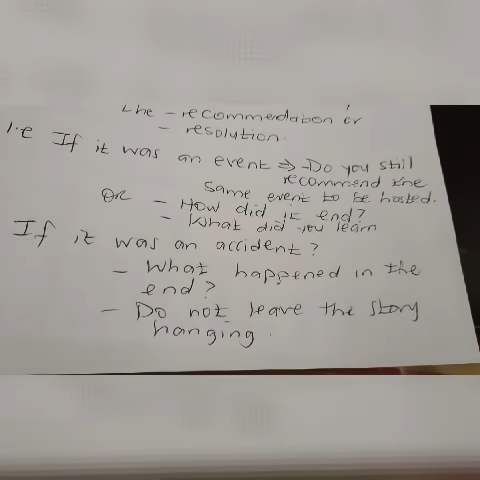 the - recommendation or
- resolution.
i.e If it was an event ⇒ Do you still
recommend the
same event to be hosted.
OR - How did it end?
- What did you learn
If it was an accident?
- What happened in the
end?
- Do not leave the story
hanging.